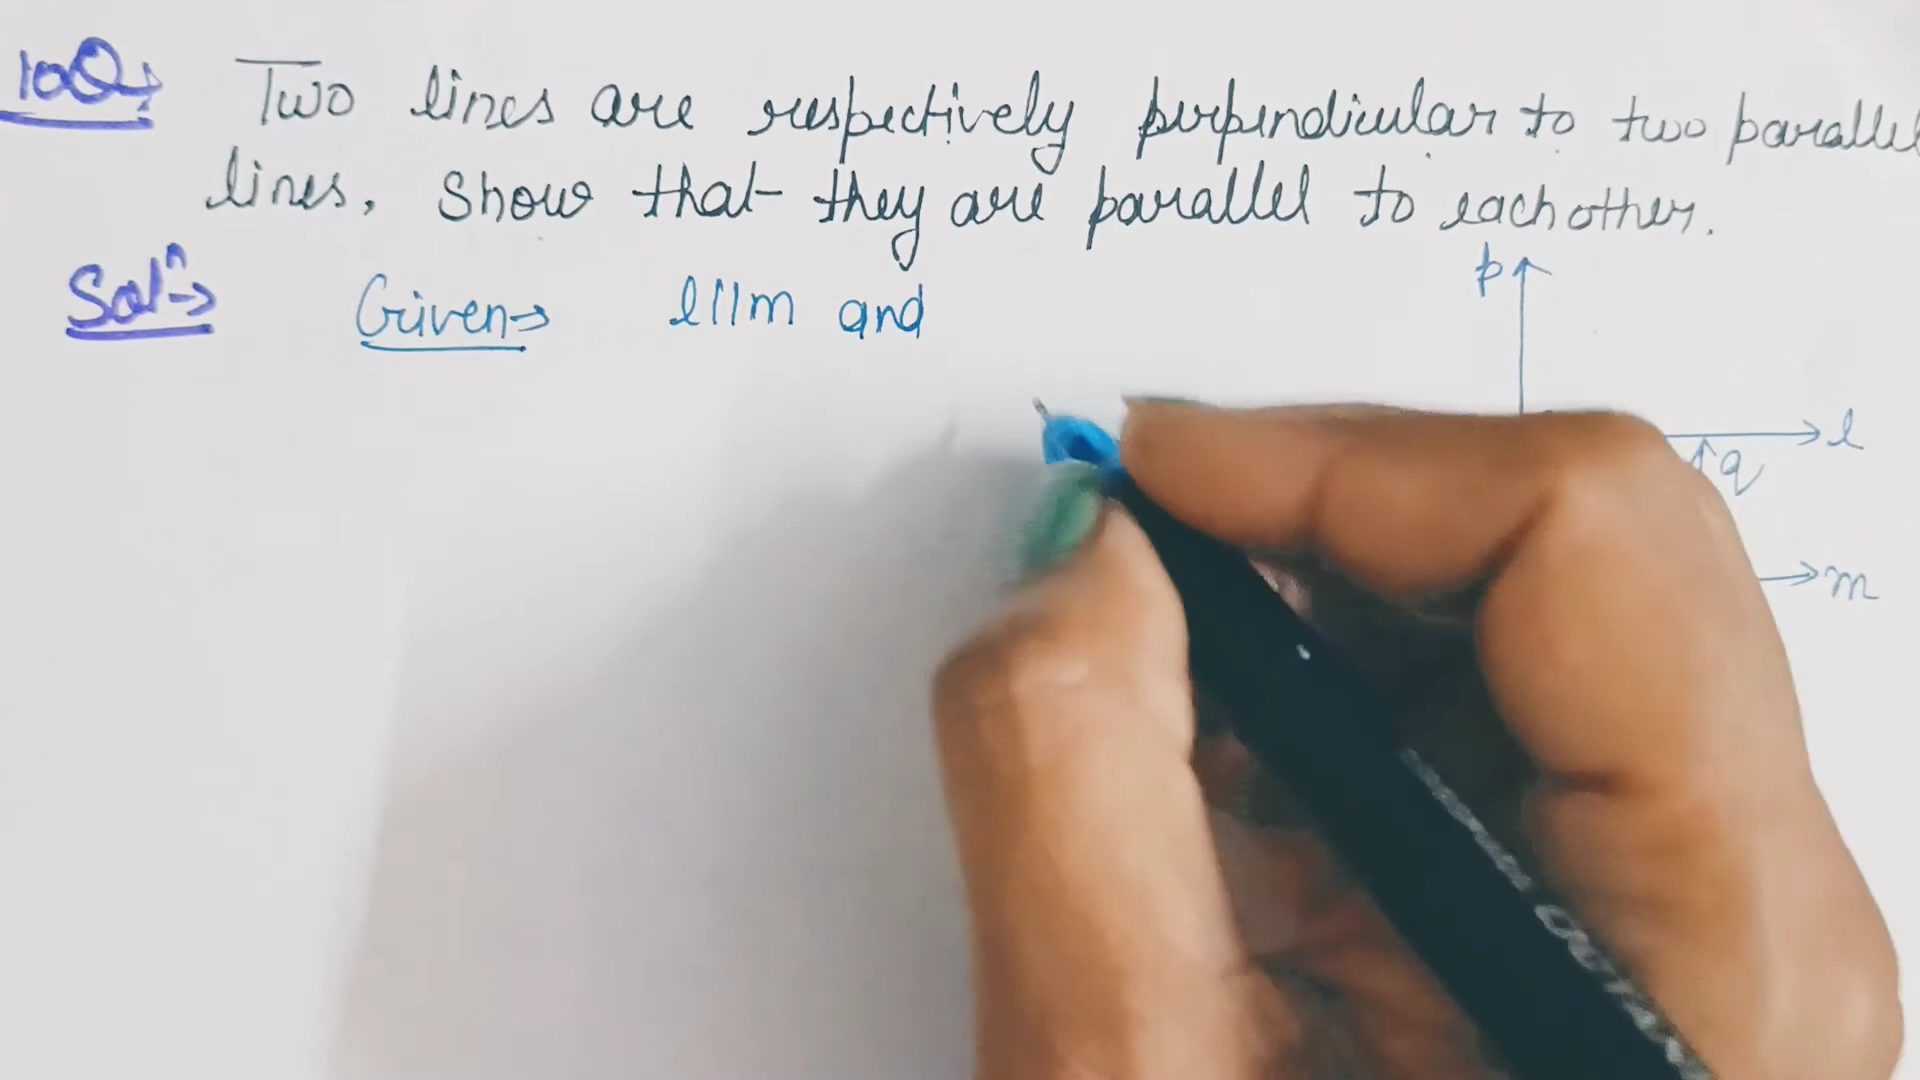 10Q→ Two lines are respectively perpendicular to two parallel
lines. Show that they are parallel to each other.
Solⁿ→ Given→ l||m and
p
l
q
m